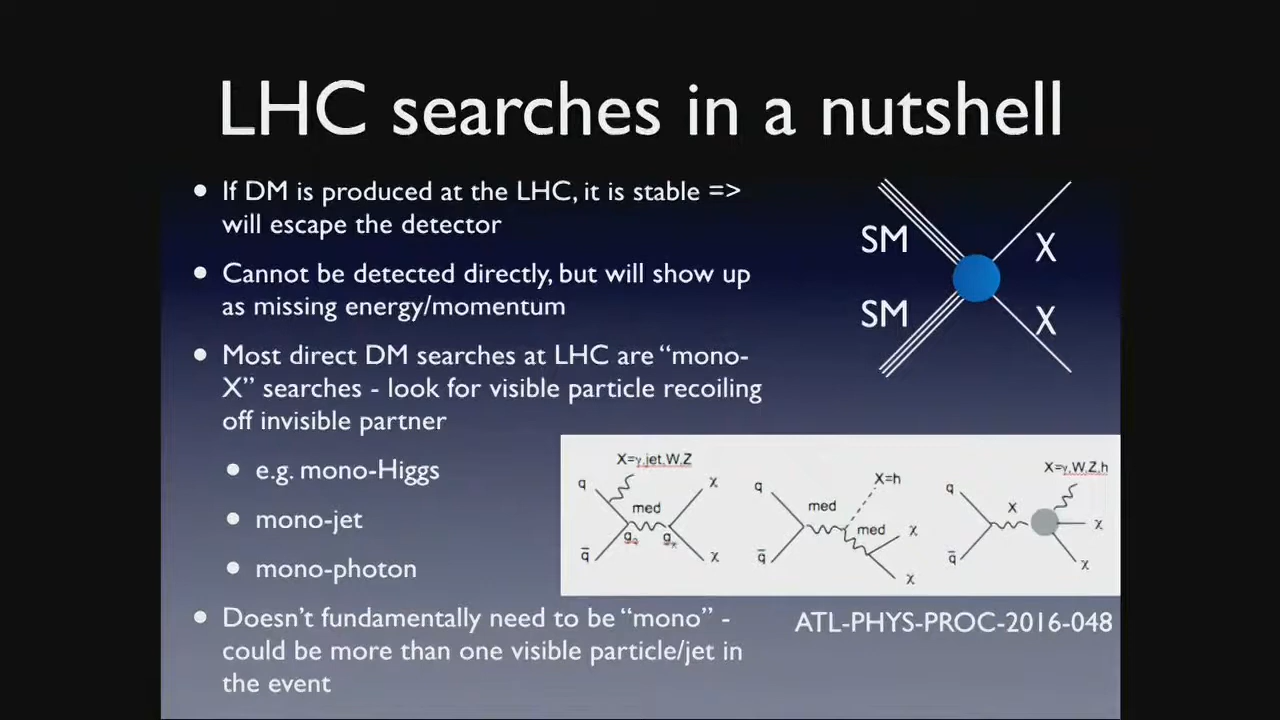 LHC searches in a nutshell
• If DM is produced at the LHC, it is stable =>
will escape the detector
• Cannot be detected directly, but will show up
as missing energy/momentum
• Most direct DM searches at LHC are “mono-
X” searches - look for visible particle recoiling
off invisible partner
• e.g. mono-Higgs
• mono-jet
• mono-photon
• Doesn’t fundamentally need to be “mono” -
could be more than one visible particle/jet in
the event
SM
X
SM
X
X=γ,jet,W,Z
q
χ
med
q̅
χ
X=h
q
med
med
χ
q̅
χ
X=γ,W,Z,h
q
X
χ
q̅
χ
ATL-PHYS-PROC-2016-048